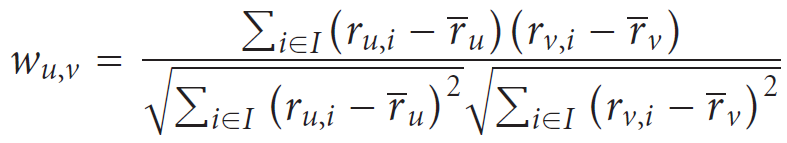 w_{u,v} = \frac{\sum_{i \in I} (r_{u,i} - \overline{r}_u)(r_{v,i} - \overline{r}_v)}{\sqrt{\sum_{i \in I} (r_{u,i} - \overline{r}_u)^2} \sqrt{\sum_{i \in I} (r_{v,i} - \overline{r}_v)^2}}